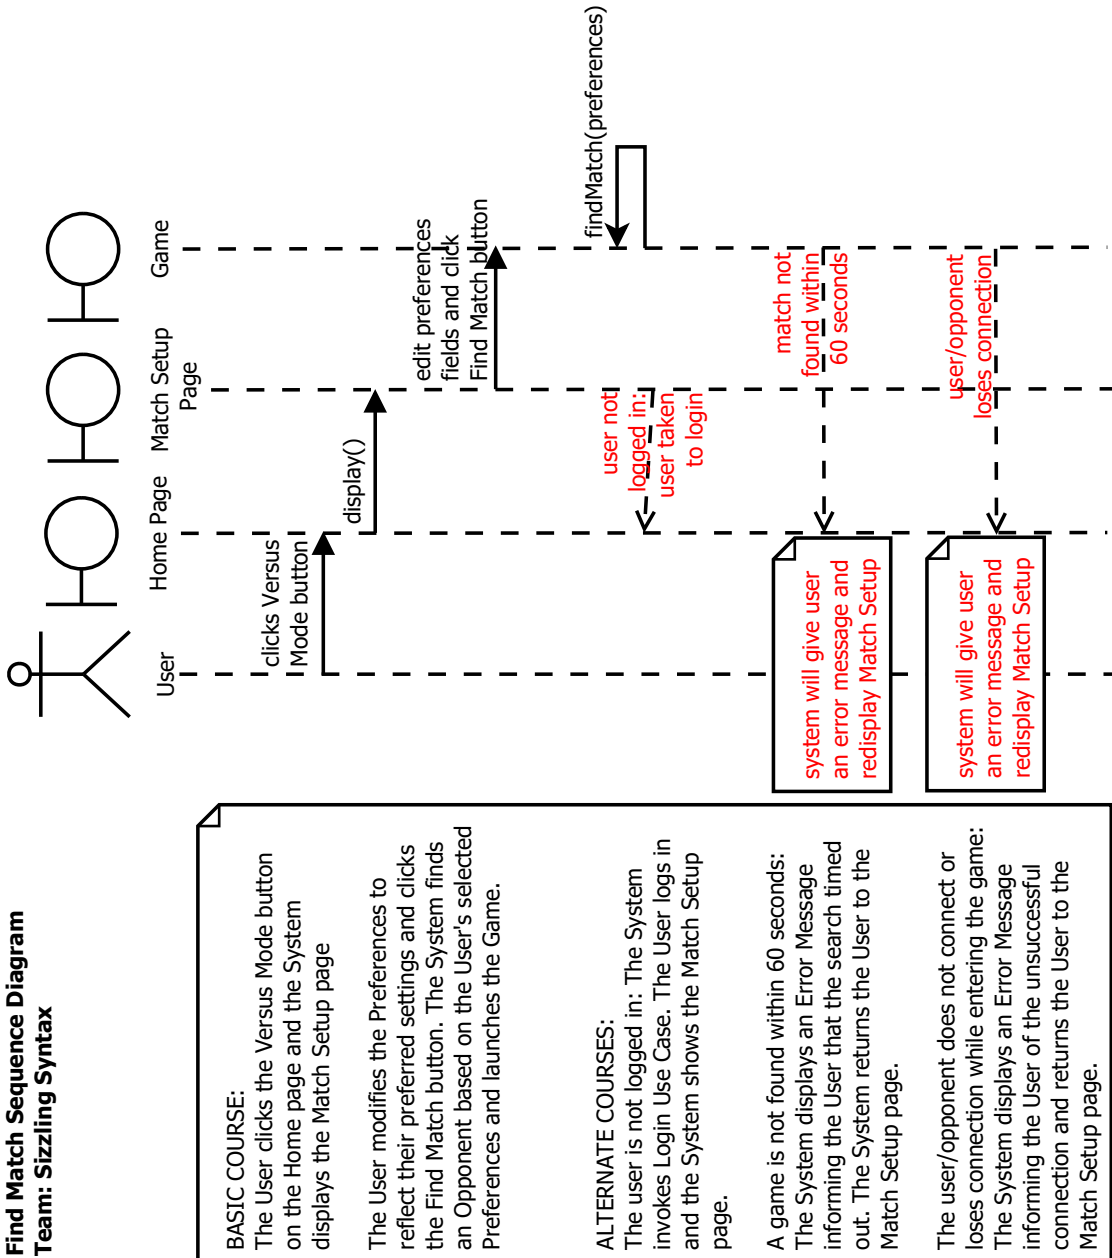 Find Match Sequence Diagram
Team: Sizzling Syntax
BASIC COURSE:
The User clicks the Versus Mode button
on the Home page and the System
displays the Match Setup page
The User modifies the Preferences to
reflect their preferred settings and clicks
the Find Match button. The System finds
an Opponent based on the User's selected
Preferences and launches the Game.
ALTERNATE COURSES:
The user is not logged in: The System
invokes Login Use Case. The User logs in
and the System shows the Match Setup
page.
A game is not found within 60 seconds:
The System displays an Error Message
informing the User that the search timed
out. The System returns the User to the
Match Setup page.
The user/opponent does not connect or
loses connection while entering the game:
The System displays an Error Message
informing the User of the unsuccessful
connection and returns the User to the
Match Setup page.
User
Home Page
Match Setup
Page
Game
clicks Versus
Mode button
display()
edit preferences
fields and click
Find Match button
findMatch(preferences)
user not
logged in:
user taken
to login
match not
found within
60 seconds
system will give user
an error message and
redisplay Match Setup
user/opponent
loses connection
system will give user
an error message and
redisplay Match Setup